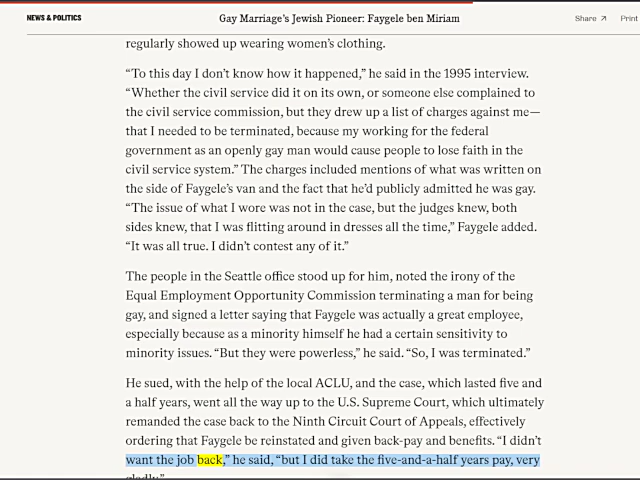 NEWS & POLITICS
Gay Marriage's Jewish Pioneer: Faygele ben Miriam
Share ↗ Print
regularly showed up wearing women's clothing.
“To this day I don't know how it happened,” he said in the 1995 interview.
“Whether the civil service did it on its own, or someone else complained to
the civil service commission, but they drew up a list of charges against me—
that I needed to be terminated, because my working for the federal
government as an openly gay man would cause people to lose faith in the
civil service system.” The charges included mentions of what was written on
the side of Faygele's van and the fact that he'd publicly admitted he was gay.
“The issue of what I wore was not in the case, but the judges knew, both
sides knew, that I was flitting around in dresses all the time,” Faygele added.
“It was all true. I didn't contest any of it.”
The people in the Seattle office stood up for him, noted the irony of the
Equal Employment Opportunity Commission terminating a man for being
gay, and signed a letter saying that Faygele was actually a great employee,
especially because as a minority himself he had a certain sensitivity to
minority issues. “But they were powerless,” he said. “So, I was terminated.”
He sued, with the help of the local ACLU, and the case, which lasted five and
a half years, went all the way up to the U.S. Supreme Court, which ultimately
remanded the case back to the Ninth Circuit Court of Appeals, effectively
ordering that Faygele be reinstated and given back-pay and benefits. “I didn't
want the job back,” he said, “but I did take the five-and-a-half years pay, very
gladly.”